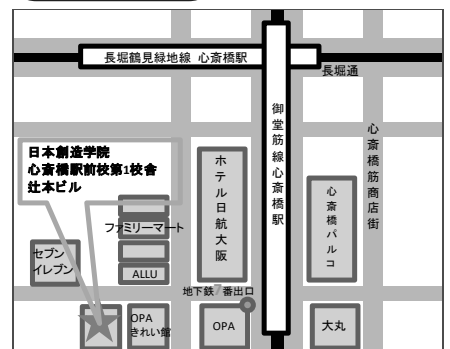 長堀鶴見緑地線 心斎橋駅
長堀通
御堂筋線心斎橋駅
心斎橋筋商店街
日本創造学院
心斎橋駅前校第1校舎
辻本ビル
ホテル日航大阪
心斎橋パルコ
ファミリーマート
セブン
イレブン
ALLU
地下鉄7番出口
OPA
きれい館
OPA
大丸